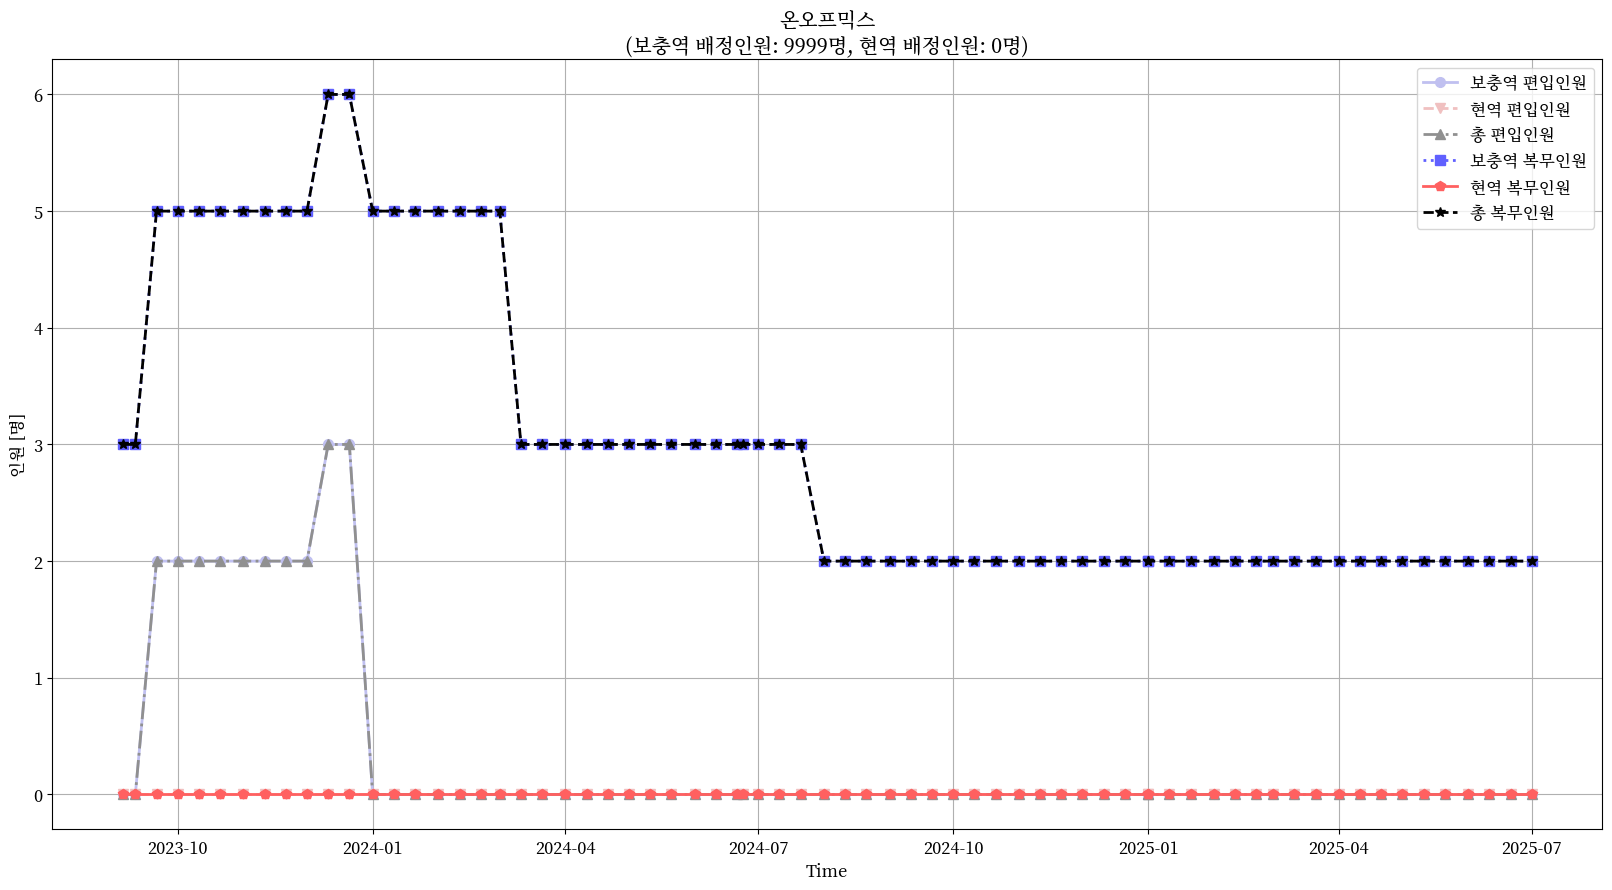 온오프믹스
(보충역 배정인원: 9999명, 현역 배정인원: 0명)
보충역 편입인원
현역 편입인원
총 편입인원
보충역 복무인원
현역 복무인원
총 복무인원
인원 [명]
6
5
4
3
2
1
0
2023-10
2024-01
2024-04
2024-07
2024-10
2025-01
2025-04
2025-07
Time